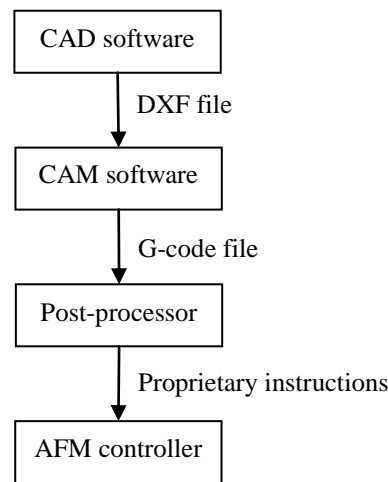 CAD software
DXF file
CAM software
G-code file
Post-processor
Proprietary instructions
AFM controller